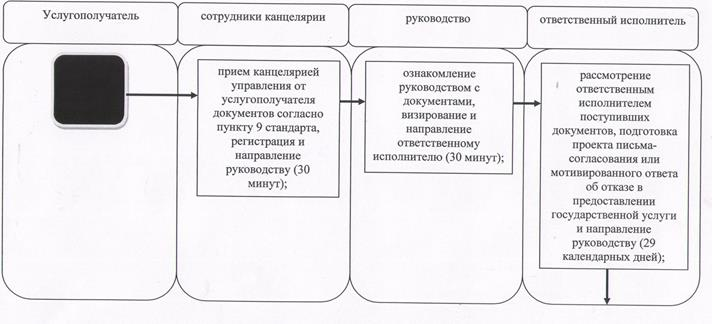 Услугополучатель
сотрудники канцелярии
руководство
ответственный исполнитель
прием канцелярией
управления от
услугополучателя
документов согласно
пункту 9 стандарта,
регистрация и
направление
руководству (30
минут);
ознакомление
руководством с
документами,
визирование и
направление
ответственному
исполнителю (30 минут);
рассмотрение
ответственным
исполнителем
поступивших
документов, подготовка
проекта письма-
согласования или
мотивированного ответа
об отказе в
предоставлении
государственной услуги
и направление
руководству (29
календарных дней);